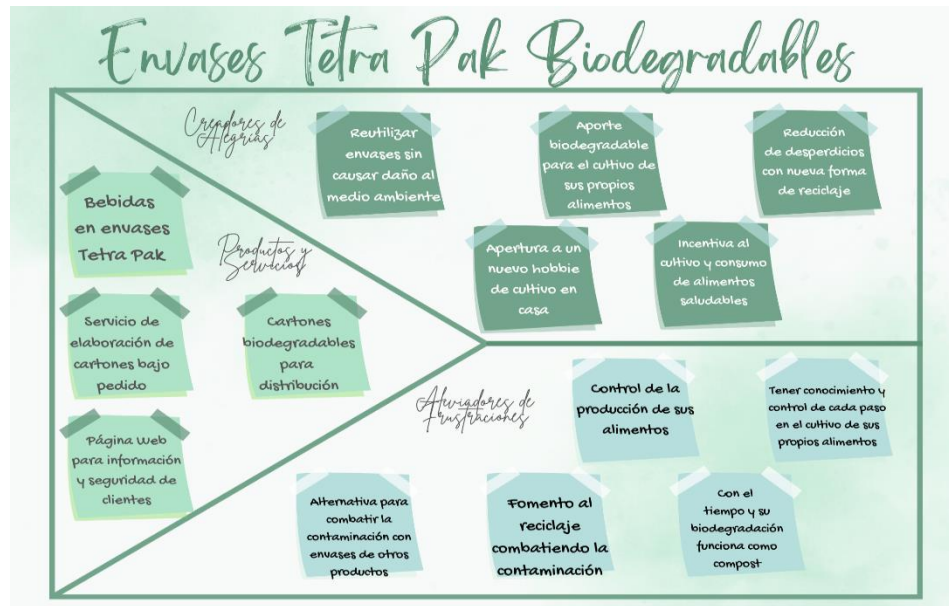 Envases Tetra Pak Biodegradables
Creadores de
Alegrías
Reutilizar
envases sin
causar daño al
medio ambiente
Aporte
biodegradable
para el cultivo de
sus propios
alimentos
Reducción
de desperdicios
con nueva forma
de reciclaje
Apertura a un
nuevo hobbie
de cultivo en
casa
Incentiva al
cultivo y consumo
de alimentos
saludables
Productos y
Servicios
Bebidas
en envases
Tetra Pak
Servicio de
elaboración de
cartones bajo
pedido
Cartones
biodegradables
para
distribución
Página Web
para información
y seguridad de
clientes
Aleviadores de
Frustraciones
Control de la
producción de sus
alimentos
Tener conocimiento y
control de cada paso
en el cultivo de sus
propios alimentos
Alternativa para
combatir la
contaminación con
envases de otros
productos
Fomento al
reciclaje
combatiendo la
contaminación
Con el
tiempo y su
biodegradación
funciona como
compost